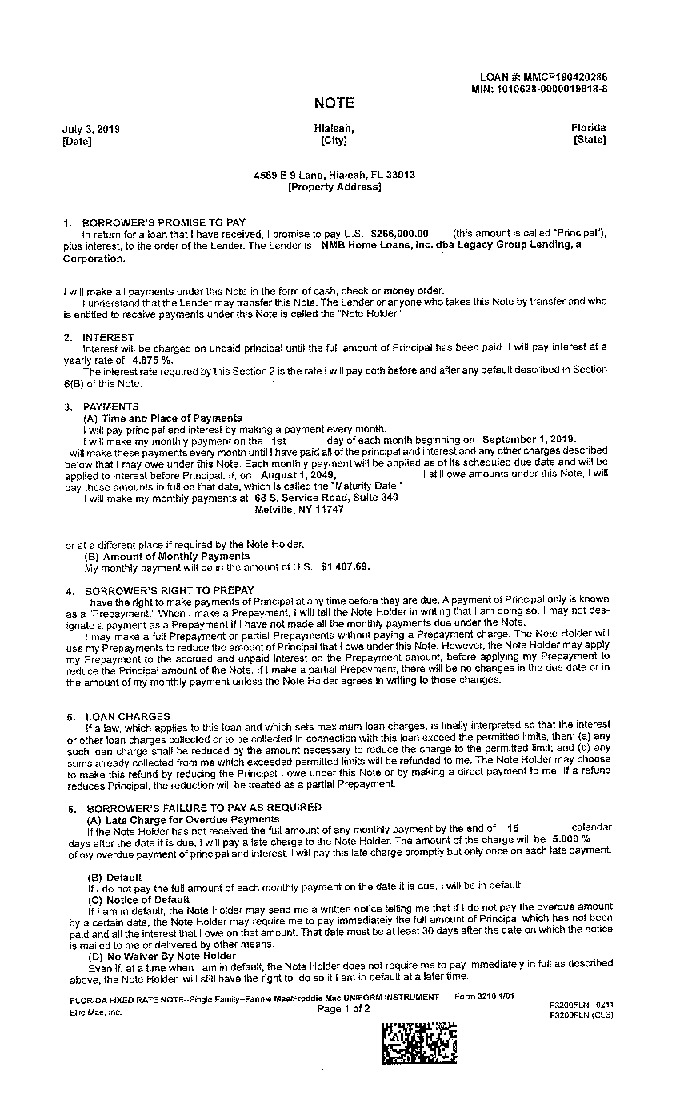 LOAN #: MMCF190420286
MIN: 1010628-0000019818-8
NOTE
July 3, 2019 Hialeah, Florida
[Date] [City] [State]
4589 E 9 Lane, Hialeah, FL 33013
[Property Address]
1. BORROWER'S PROMISE TO PAY
In return for a loan that I have received, I promise to pay U.S. $266,000.00 (this amount is called "Principal"),
plus interest, to the order of the Lender. The Lender is NMB Home Loans, Inc. dba Legacy Group Lending, a
Corporation.
I will make all payments under this Note in the form of cash, check or money order.
I understand that the Lender may transfer this Note. The Lender or anyone who takes this Note by transfer and who
is entitled to receive payments under this Note is called the "Note Holder."
2. INTEREST
Interest will be charged on unpaid principal until the full amount of Principal has been paid. I will pay interest at a
yearly rate of 4.875 %.
The interest rate required by this Section 2 is the rate I will pay both before and after any default described in Section
6(B) of this Note.
3. PAYMENTS
(A) Time and Place of Payments
I will pay principal and interest by making a payment every month.
I will make my monthly payment on the 1st day of each month beginning on September 1, 2019.
I will make these payments every month until I have paid all of the principal and interest and any other charges described
below that I may owe under this Note. Each monthly payment will be applied as of its scheduled due date and will be
applied to interest before Principal. If, on August 1, 2049, I still owe amounts under this Note, I will
pay those amounts in full on that date, which is called the "Maturity Date."
I will make my monthly payments at 68 S. Service Road, Suite 340
Melville, NY 11747
or at a different place if required by the Note Holder.
(B) Amount of Monthly Payments
My monthly payment will be in the amount of U.S. $1,407.69.
4. BORROWER'S RIGHT TO PREPAY
I have the right to make payments of Principal at any time before they are due. A payment of Principal only is known
as a "Prepayment." When I make a Prepayment, I will tell the Note Holder in writing that I am doing so. I may not des-
ignate a payment as a Prepayment if I have not made all the monthly payments due under the Note.
I may make a full Prepayment or partial Prepayments without paying a Prepayment charge. The Note Holder will
use my Prepayments to reduce the amount of Principal that I owe under this Note. However, the Note Holder may apply
my Prepayment to the accrued and unpaid interest on the Prepayment amount, before applying my Prepayment to
reduce the Principal amount of the Note. If I make a partial Prepayment, there will be no changes in the due date or in
the amount of my monthly payment unless the Note Holder agrees in writing to those changes.
5. LOAN CHARGES
If a law, which applies to this loan and which sets maximum loan charges, is finally interpreted so that the interest
or other loan charges collected or to be collected in connection with this loan exceed the permitted limits, then: (a) any
such loan charge shall be reduced by the amount necessary to reduce the charge to the permitted limit; and (b) any
sums already collected from me which exceeded permitted limits will be refunded to me. The Note Holder may choose
to make this refund by reducing the Principal I owe under this Note or by making a direct payment to me. If a refund
reduces Principal, the reduction will be treated as a partial Prepayment.
6. BORROWER'S FAILURE TO PAY AS REQUIRED
(A) Late Charge for Overdue Payments
If the Note Holder has not received the full amount of any monthly payment by the end of 15 calendar
days after the date it is due, I will pay a late charge to the Note Holder. The amount of the charge will be 5.000 %
of my overdue payment of principal and interest. I will pay this late charge promptly but only once on each late payment.
(B) Default
If I do not pay the full amount of each monthly payment on the date it is due, I will be in default.
(C) Notice of Default
If I am in default, the Note Holder may send me a written notice telling me that if I do not pay the overdue amount
by a certain date, the Note Holder may require me to pay immediately the full amount of Principal which has not been
paid and all the interest that I owe on that amount. That date must be at least 30 days after the date on which the notice
is mailed to me or delivered by other means.
(D) No Waiver By Note Holder
Even if, at a time when I am in default, the Note Holder does not require me to pay immediately in full as described
above, the Note Holder will still have the right to do so if I am in default at a later time.
FLORIDA FIXED RATE NOTE--Single Family--Fannie Mae/Freddie Mac UNIFORM INSTRUMENT Form 3210 1/01
Ellie Mae, Inc. Page 1 of 2 F3200FLN 0211
F3200FLN (CLS)